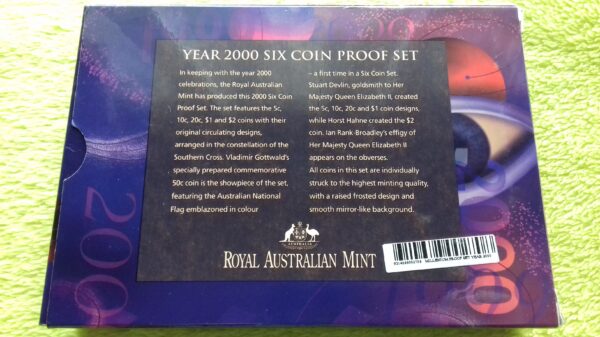 YEAR 2000 SIX COIN PROOF SET
In keeping with the year 2000
celebrations, the Royal Australian
Mint has produced this 2000 Six Coin
Proof Set. The set features the 5c,
10c, 20c, $1 and $2 coins with their
original circulating designs,
arranged in the constellation of the
Southern Cross. Vladimir Gottwald's
specially prepared commemorative
50c coin is the showpiece of the set,
featuring the Australian National
Flag emblazoned in colour
– a first time in a Six Coin Set.
Stuart Devlin, goldsmith to Her
Majesty Queen Elizabeth II, created
the 5c, 10c, 20c and $1 coin designs,
while Horst Hahne created the $2
coin. Ian Rank-Broadley's effigy of
Her Majesty Queen Elizabeth II
appears on the obverses.
All coins in this set are individually
struck to the highest minting quality,
with a raised frosted design and
smooth mirror-like background.
ROYAL AUSTRALIAN MINT
MILLENNIUM PROOF SET YEAR 2000
200
2000